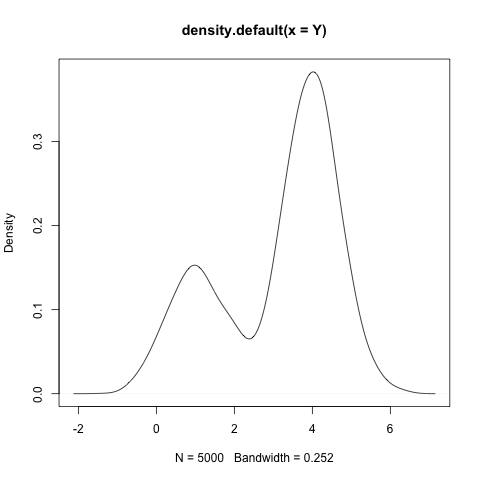 density.default(x = Y)
Density
0.0 0.1 0.2 0.3
-2 0 2 4 6
N = 5000 Bandwidth = 0.252